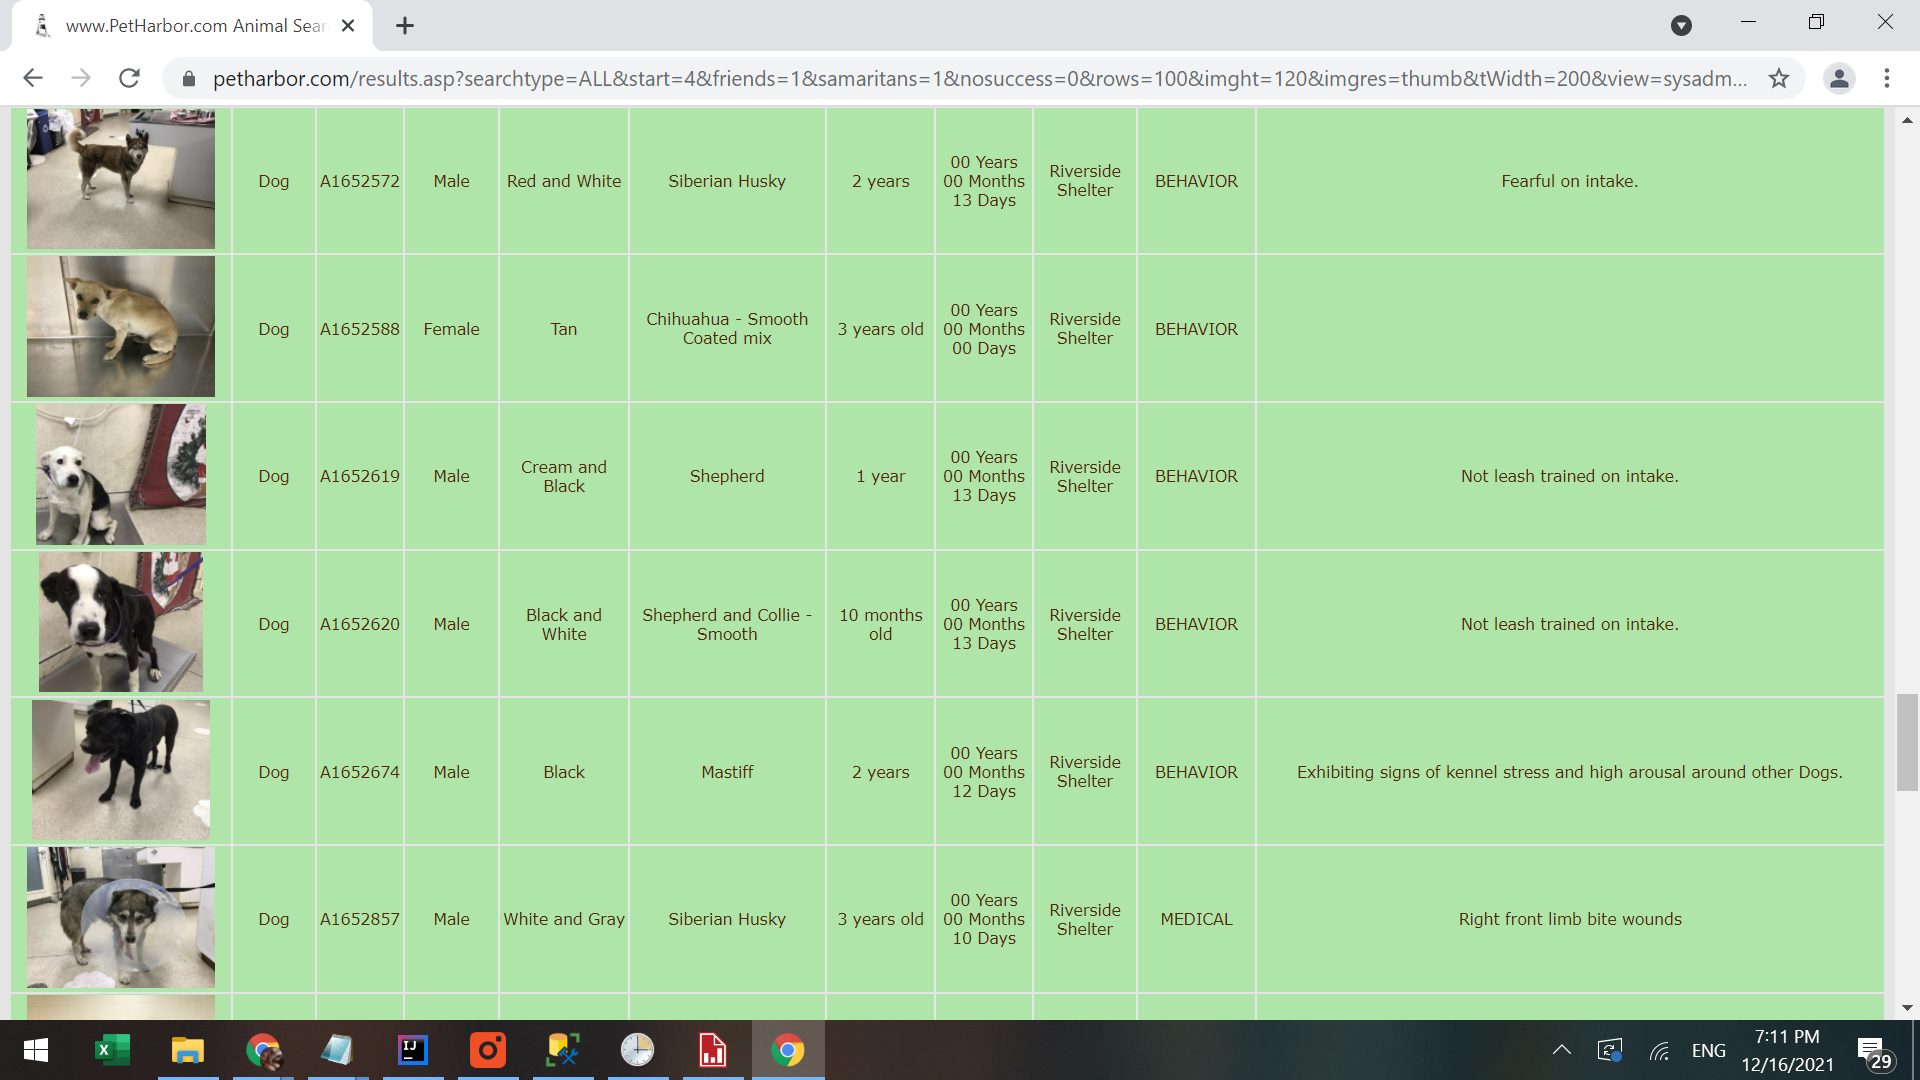 www.PetHarbor.com Animal Sear
petharbor.com/results.asp?searchtype=ALL&start=4&friends=1&samaritans=1&nosuccess=0&rows=100&imght=120&imgres=thumb&tWidth=200&view=sysadm...
Dog
A1652572
Male
Red and White
Siberian Husky
2 years
00 Years
00 Months
13 Days
Riverside
Shelter
BEHAVIOR
Fearful on intake.
Dog
A1652588
Female
Tan
Chihuahua - Smooth
Coated mix
3 years old
00 Years
00 Months
00 Days
Riverside
Shelter
BEHAVIOR
Dog
A1652619
Male
Cream and
Black
Shepherd
1 year
00 Years
00 Months
13 Days
Riverside
Shelter
BEHAVIOR
Not leash trained on intake.
Dog
A1652620
Male
Black and
White
Shepherd and Collie -
Smooth
10 months
old
00 Years
00 Months
13 Days
Riverside
Shelter
BEHAVIOR
Not leash trained on intake.
Dog
A1652674
Male
Black
Mastiff
2 years
00 Years
00 Months
12 Days
Riverside
Shelter
BEHAVIOR
Exhibiting signs of kennel stress and high arousal around other Dogs.
Dog
A1652857
Male
White and Gray
Siberian Husky
3 years old
00 Years
00 Months
10 Days
Riverside
Shelter
MEDICAL
Right front limb bite wounds
X
IJ
ENG
7:11 PM
12/16/2021
29